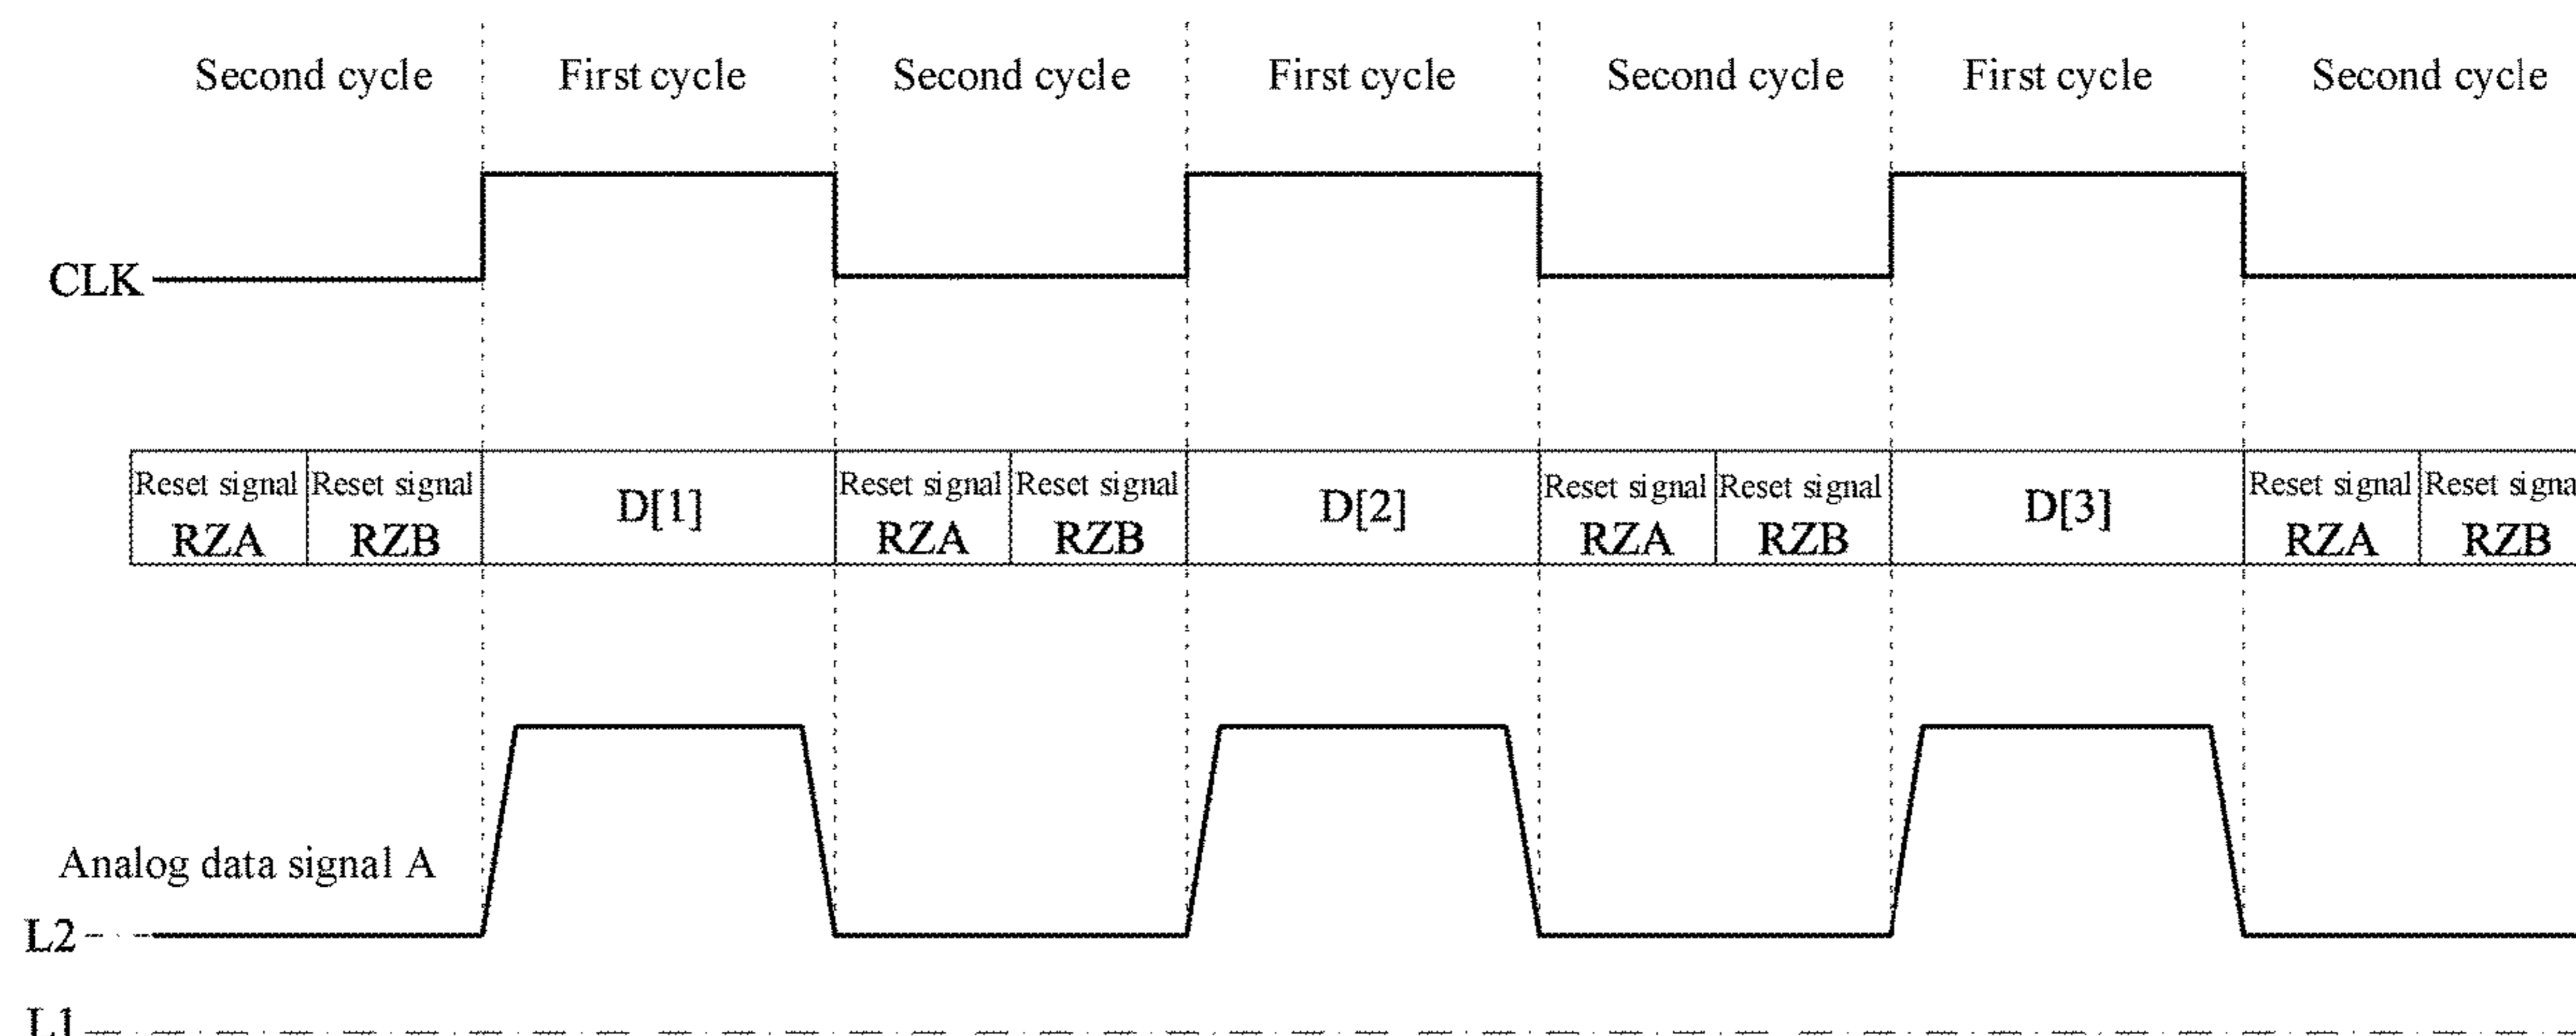 Second cycle First cycle Second cycle First cycle Second cycle First cycle Second cycle
CLK
Reset signal Reset signal D[1] Reset signal Reset signal D[2] Reset signal Reset signal D[3] Reset signal Reset signa
RZA RZB RZA RZB RZA RZB RZA RZB
Analog data signal A
L2
L1